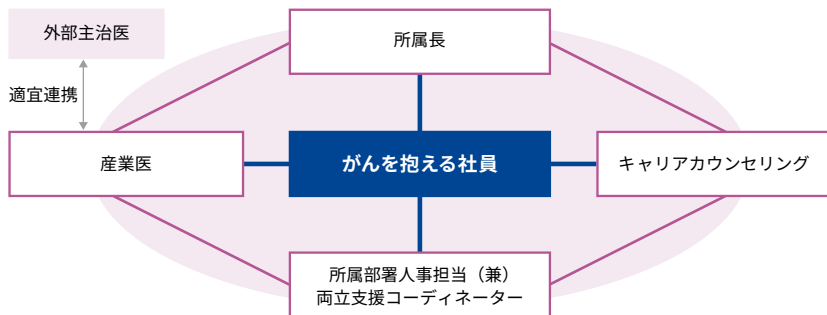 外部主治医
所属長
適宜連携
産業医
がんを抱える社員
キャリアカウンセリング
所属部署人事担当（兼）
両立支援コーディネーター